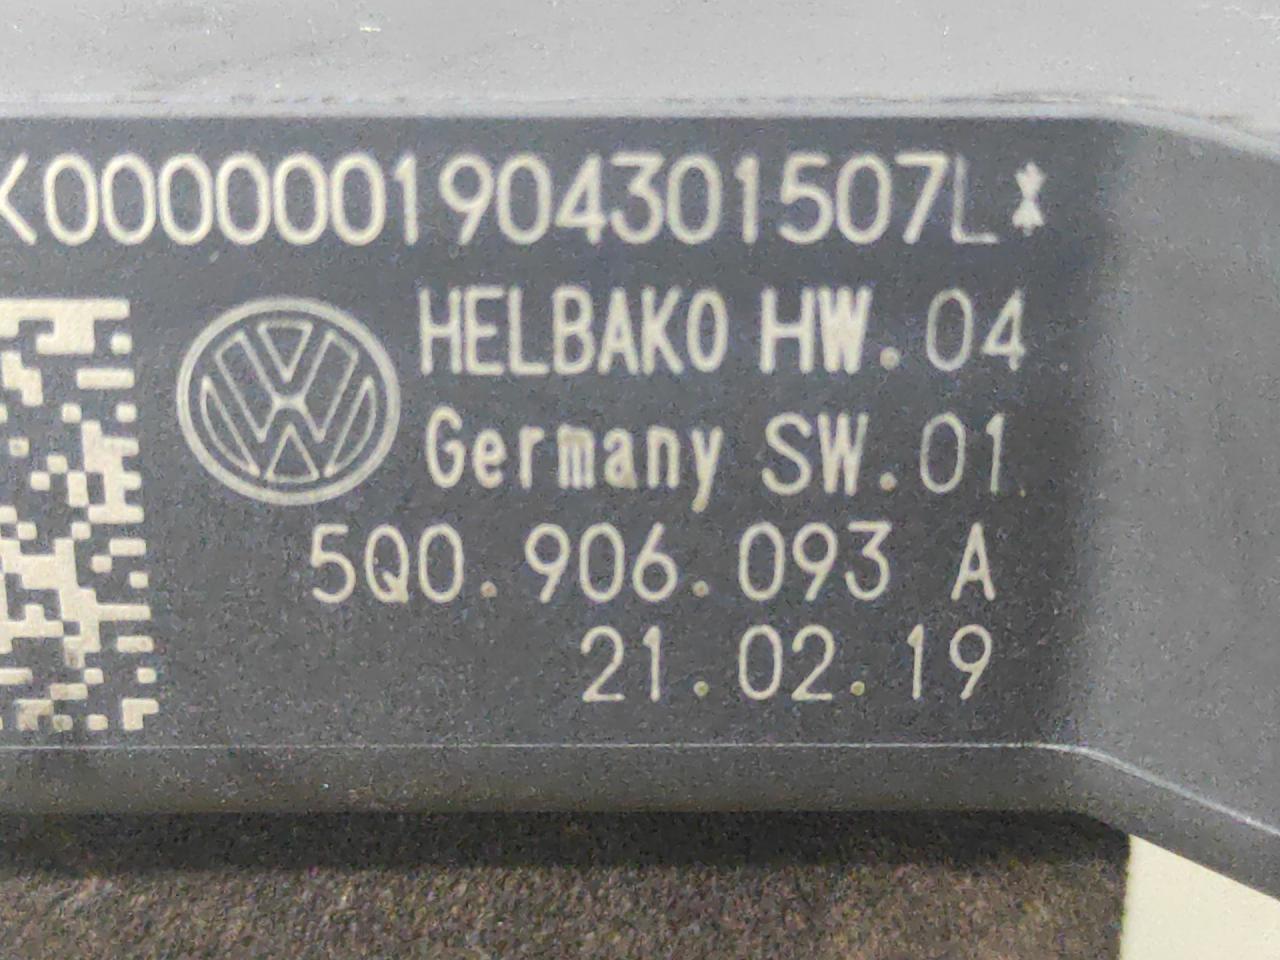 K0000001904301507L*
HELBAKO HW. 04
Germany SW. 01
5Q0. 906. 093 A
21. 02. 19